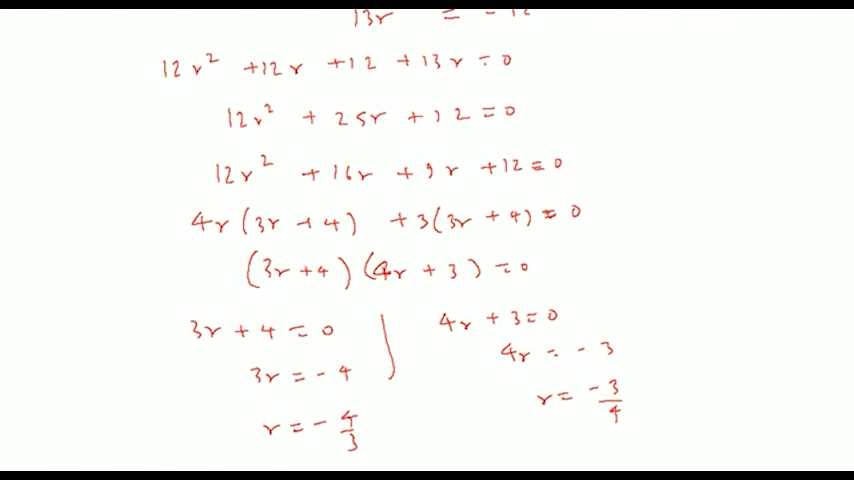 13r = - 12
12r² + 12r + 12 + 13r = 0
12r² + 25r + 12 = 0
12r² + 16r + 9r + 12 = 0
4r (3r + 4) + 3 (3r + 4) = 0
(3r + 4) (4r + 3) = 0
3r + 4 = 0
3r = - 4
r = - 4/3
4r + 3 = 0
4r = - 3
r = - 3/4